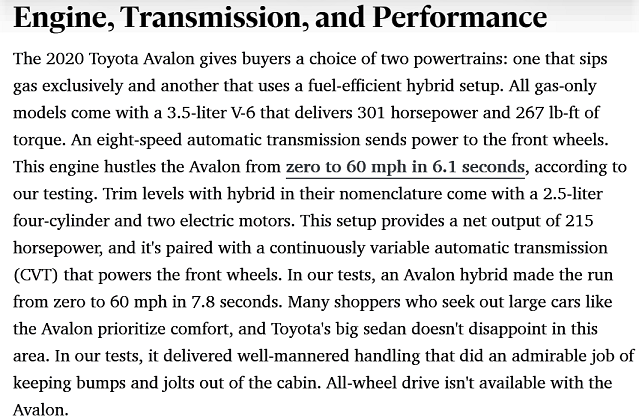 Engine, Transmission, and Performance
The 2020 Toyota Avalon gives buyers a choice of two powertrains: one that sips
gas exclusively and another that uses a fuel-efficient hybrid setup. All gas-only
models come with a 3.5-liter V-6 that delivers 301 horsepower and 267 lb-ft of
torque. An eight-speed automatic transmission sends power to the front wheels.
This engine hustles the Avalon from zero to 60 mph in 6.1 seconds, according to
our testing. Trim levels with hybrid in their nomenclature come with a 2.5-liter
four-cylinder and two electric motors. This setup provides a net output of 215
horsepower, and it's paired with a continuously variable automatic transmission
(CVT) that powers the front wheels. In our tests, an Avalon hybrid made the run
from zero to 60 mph in 7.8 seconds. Many shoppers who seek out large cars like
the Avalon prioritize comfort, and Toyota's big sedan doesn't disappoint in this
area. In our tests, it delivered well-mannered handling that did an admirable job of
keeping bumps and jolts out of the cabin. All-wheel drive isn't available with the
Avalon.